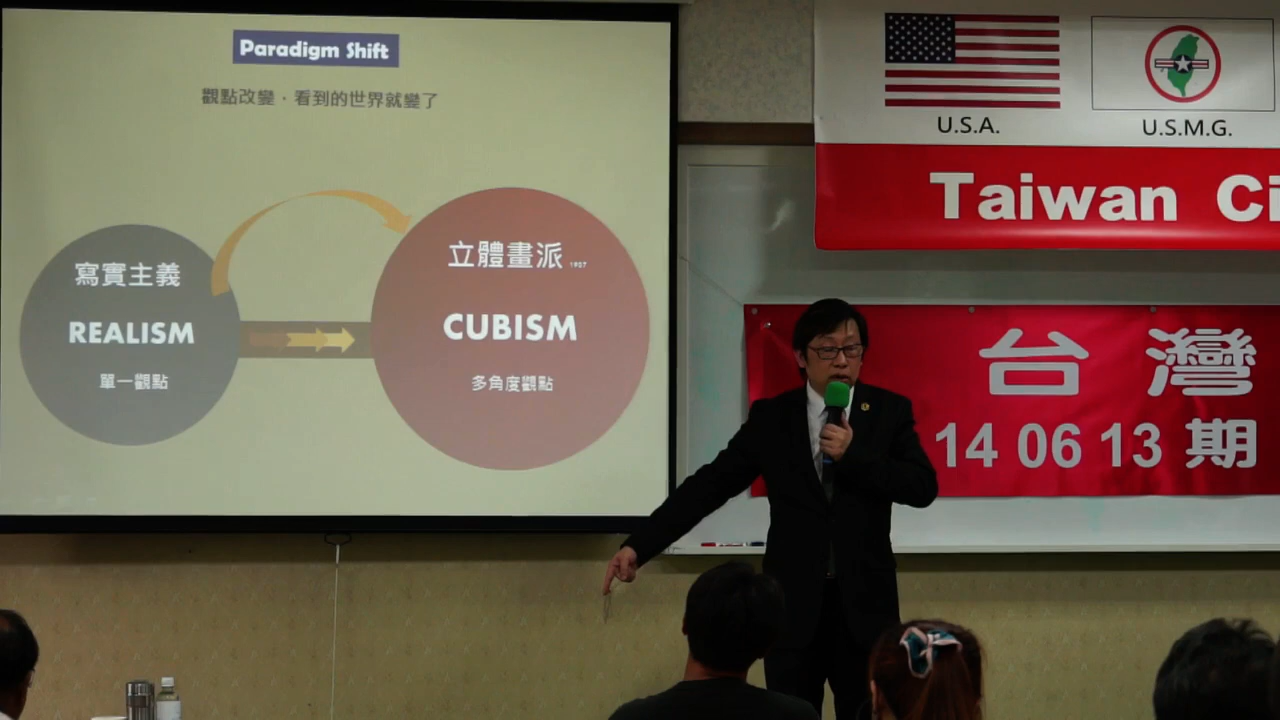 Paradigm Shift
觀點改變．看到的世界就變了
寫實主義
REALISM
單一觀點
立體畫派 1907
CUBISM
多角度觀點
U.S.A.
U.S.M.G.
Taiwan Ci
台灣
14 06 13 期